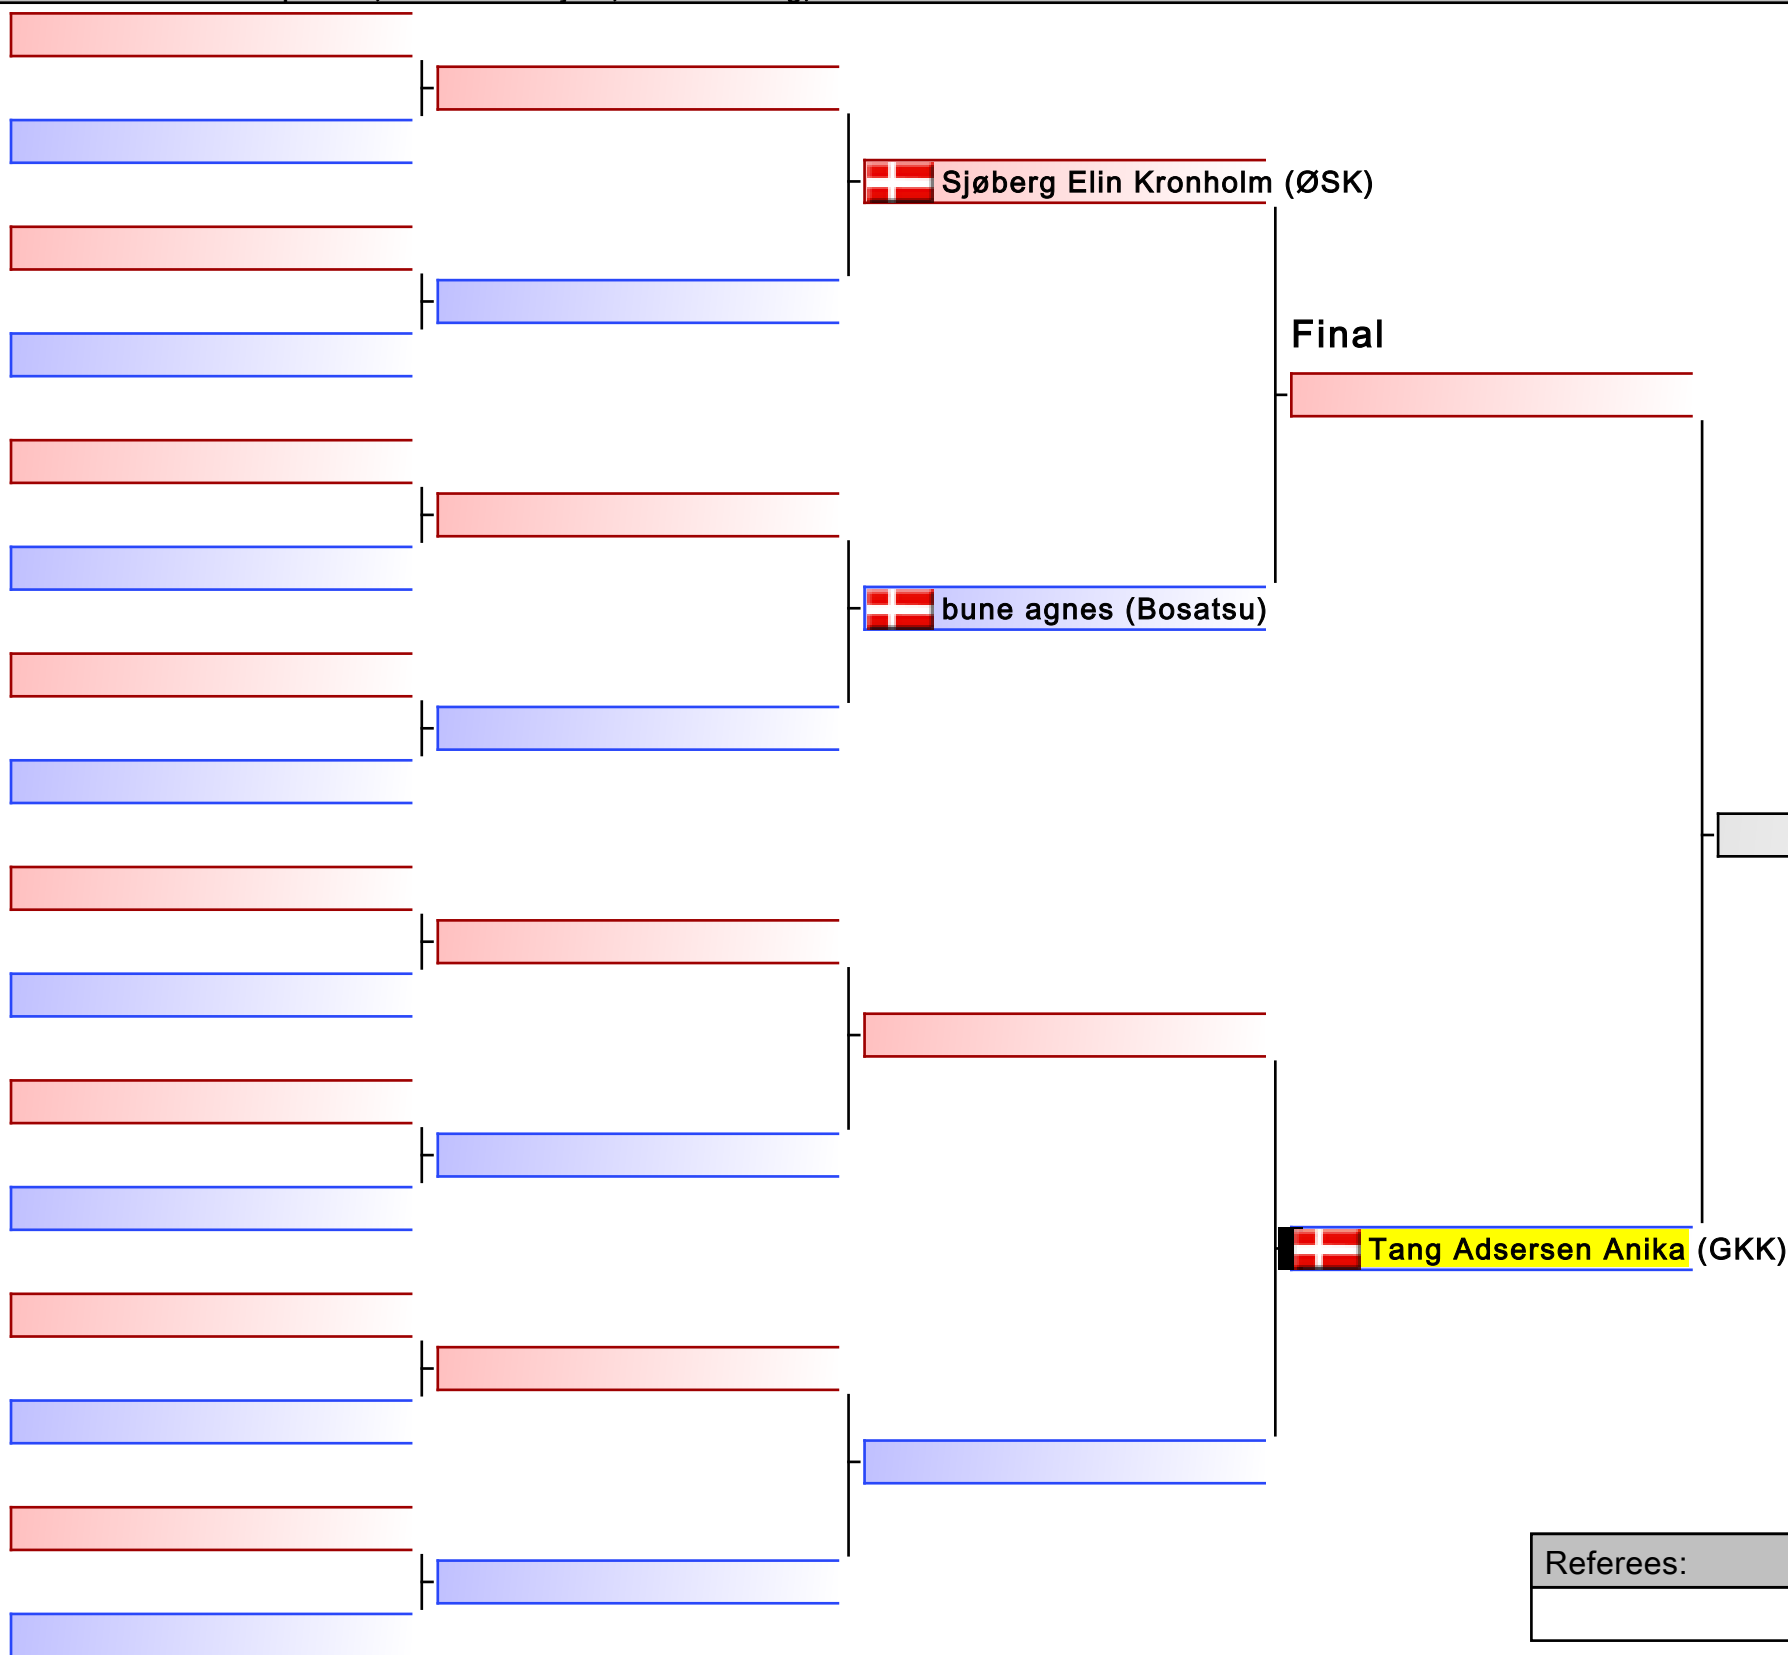 Sjøberg Elin Kronholm (ØSK)
Final
bune agnes (Bosatsu)
Tang Adsersen Anika (GKK)
Referees: